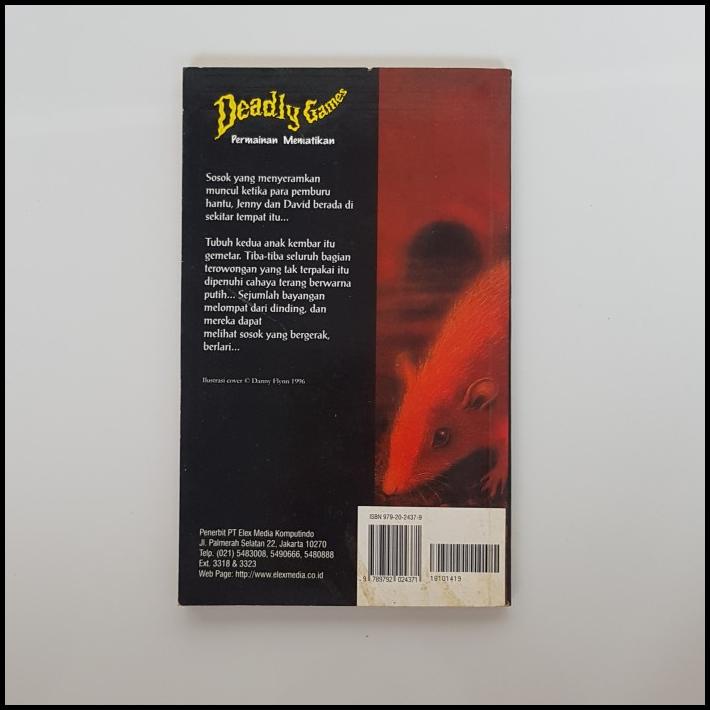 Deadly Games
Permainan Mematikan
Sosok yang menyeramkan
muncul ketika para pemburu
hantu, Jenny dan David berada di
sekitar tempat itu...
Tubuh kedua anak kembar itu
gemetar. Tiba-tiba seluruh bagian
terowongan yang tak terpakai itu
dipenuhi cahaya terang berwarna
putih... Sejumlah bayangan
melompat dari dinding, dan
mereka dapat
melihat sosok yang bergerak,
berlari...
Ilustrasi cover © Danny Flynn 1996
Penerbit PT Elex Media Komputindo
Jl. Palmerah Selatan 22, Jakarta 10270
Telp. (021) 5483008, 5490666, 5480888
Ext. 3318 & 3323
Web Page: http://www.elexmedia.co.id
ISBN 979-20-2437-9
9 789792 024371
19101419